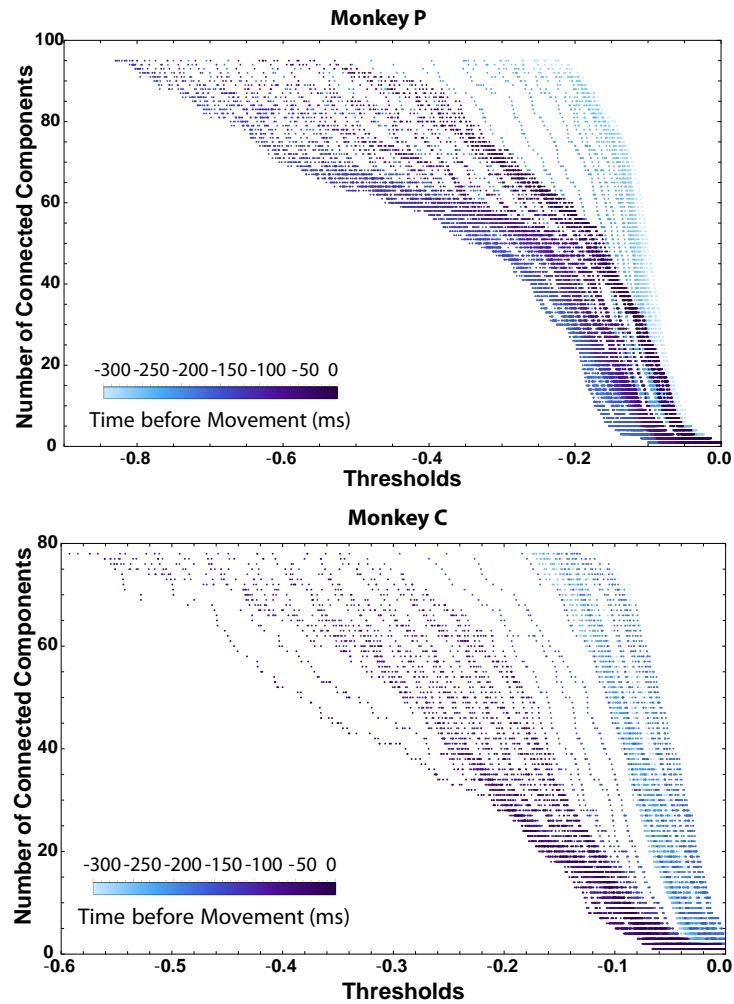 Monkey P
100
80
60
40
20
0
Number of Connected Components
-300 -250 -200 -150 -100 -50 0
Time before Movement (ms)
-0.8 -0.6 -0.4 -0.2 0.0
Thresholds
Monkey C
80
60
40
20
0
Number of Connected Components
-300 -250 -200 -150 -100 -50 0
Time before Movement (ms)
-0.6 -0.5 -0.4 -0.3 -0.2 -0.1 0.0
Thresholds